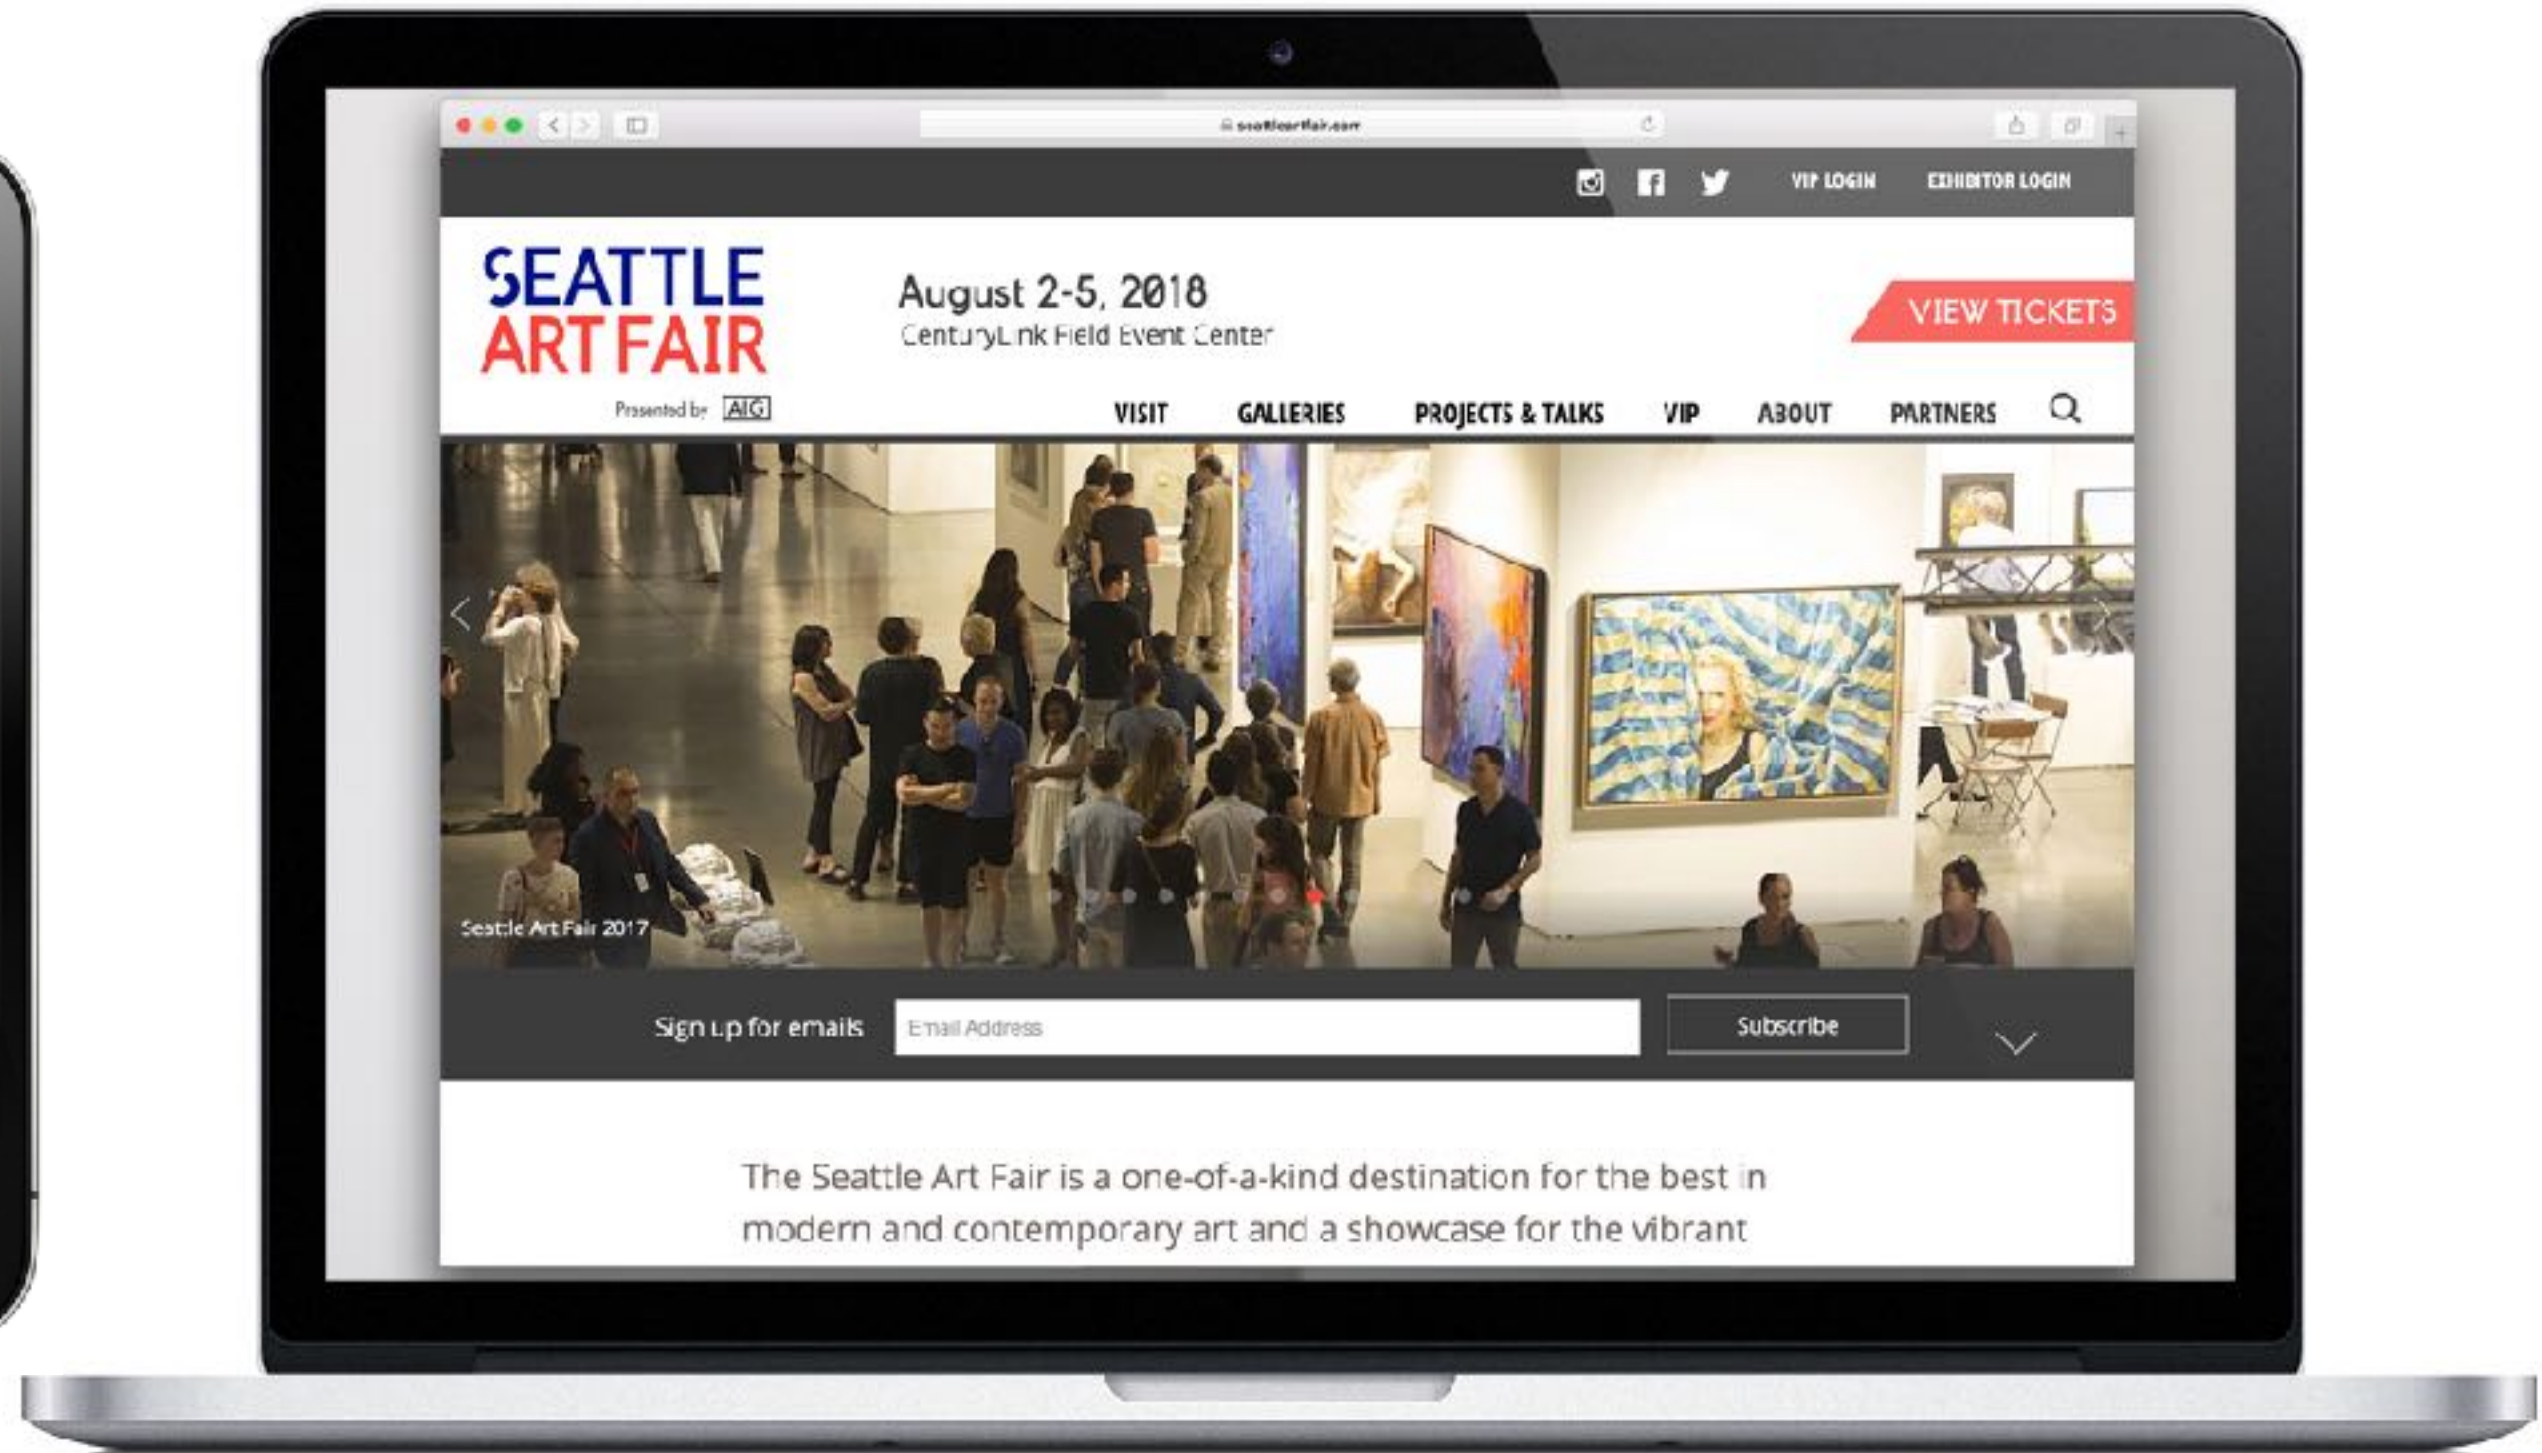 seattleartfair.com
VIP LOGIN EXHIBITOR LOGIN
SEATTLE
ART FAIR
Presented by AIG
August 2-5, 2018
CenturyLink Field Event Center
VIEW TICKETS
VISIT GALLERIES PROJECTS & TALKS VIP ABOUT PARTNERS
Seattle Art Fair 2017
Sign up for emails Email Address Subscribe
The Seattle Art Fair is a one-of-a-kind destination for the best in
modern and contemporary art and a showcase for the vibrant